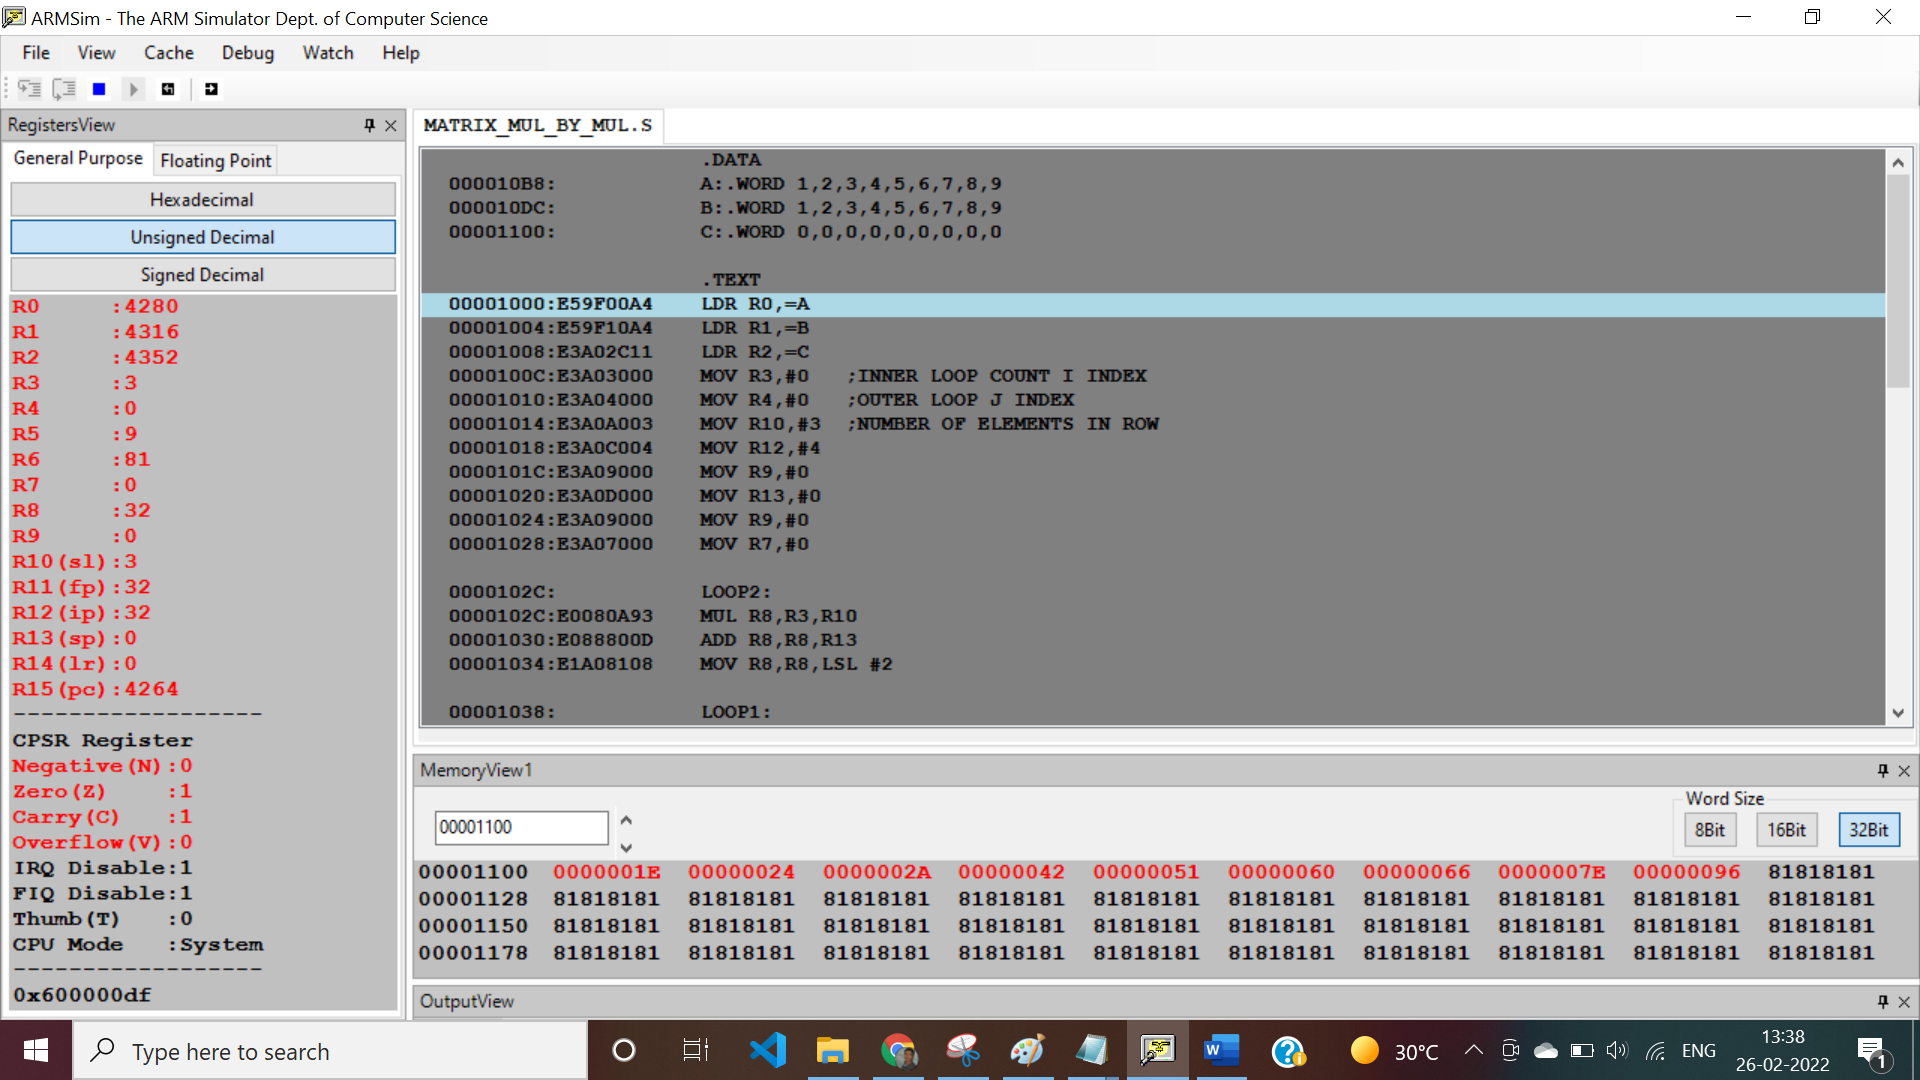 ARMSim - The ARM Simulator Dept. of Computer Science
File View Cache Debug Watch Help
RegistersView
General Purpose Floating Point
Hexadecimal
Unsigned Decimal
Signed Decimal
R0 :4280
R1 :4316
R2 :4352
R3 :3
R4 :0
R5 :9
R6 :81
R7 :0
R8 :32
R9 :0
R10(sl):3
R11(fp):32
R12(ip):32
R13(sp):0
R14(lr):0
R15(pc):4264
-------------------
CPSR Register
Negative(N):0
Zero(Z) :1
Carry(C) :1
Overflow(V):0
IRQ Disable:1
FIQ Disable:1
Thumb(T) :0
CPU Mode :System
-------------------
0x600000df
MATRIX_MUL_BY_MUL.S
.DATA
000010B8: A:.WORD 1,2,3,4,5,6,7,8,9
000010DC: B:.WORD 1,2,3,4,5,6,7,8,9
00001100: C:.WORD 0,0,0,0,0,0,0,0,0
.TEXT
00001000:E59F00A4 LDR R0,=A
00001004:E59F10A4 LDR R1,=B
00001008:E3A02C11 LDR R2,=C
0000100C:E3A03000 MOV R3,#0 ;INNER LOOP COUNT I INDEX
00001010:E3A04000 MOV R4,#0 ;OUTER LOOP J INDEX
00001014:E3A0A003 MOV R10,#3 ;NUMBER OF ELEMENTS IN ROW
00001018:E3A0C004 MOV R12,#4
0000101C:E3A09000 MOV R9,#0
00001020:E3A0D000 MOV R13,#0
00001024:E3A09000 MOV R9,#0
00001028:E3A07000 MOV R7,#0
0000102C: LOOP2:
0000102C:E0080A93 MUL R8,R3,R10
00001030:E088800D ADD R8,R8,R13
00001034:E1A08108 MOV R8,R8,LSL #2
00001038: LOOP1:
MemoryView1
00001100
Word Size
8Bit 16Bit 32Bit
00001100 0000001E 00000024 0000002A 00000042 00000051 00000060 00000066 0000007E 00000096 81818181
00001128 81818181 81818181 81818181 81818181 81818181 81818181 81818181 81818181 81818181 81818181
00001150 81818181 81818181 81818181 81818181 81818181 81818181 81818181 81818181 81818181 81818181
00001178 81818181 81818181 81818181 81818181 81818181 81818181 81818181 81818181 81818181 81818181
OutputView
Type here to search
30°C
ENG
13:38
26-02-2022
1